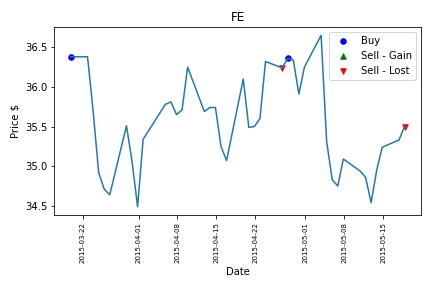 FE
Buy
Sell - Gain
Sell - Lost
Price $
36.5
36.0
35.5
35.0
34.5
2015-03-22
2015-04-01
2015-04-08
2015-04-15
2015-04-22
2015-05-01
2015-05-08
2015-05-15
Date